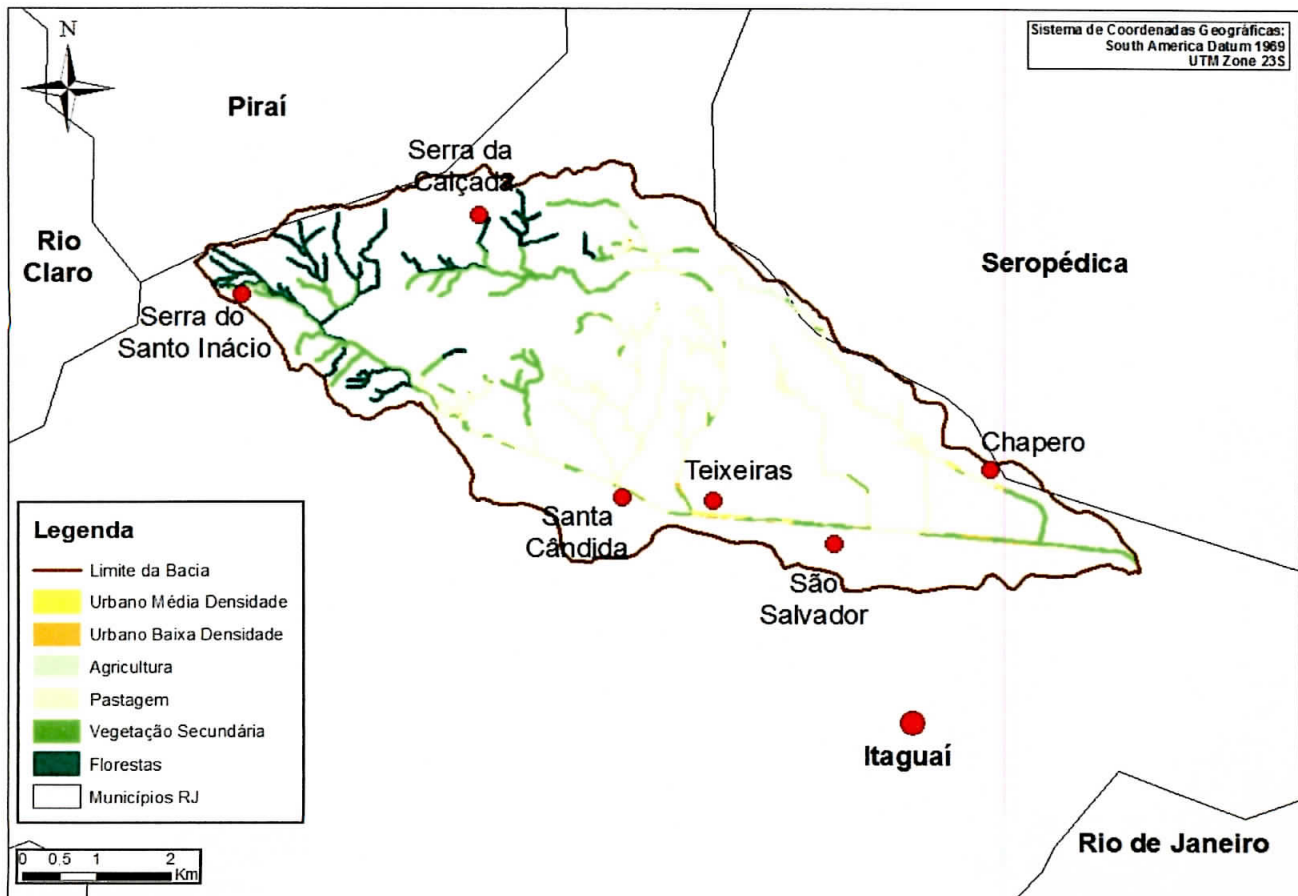 Sistema de Coordenadas Geográficas:
South America Datum 1969
UTM Zone 23S
N
Piraí
Serra da
Calçada
Rio
Claro
Seropédica
Serra do
Santo Inácio
Chapero
Teixeiras
Santa
Cândida
São
Salvador
Itaguaí
Rio de Janeiro
Legenda
Limite da Bacia
Urbano Média Densidade
Urbano Baixa Densidade
Agricultura
Pastagem
Vegetação Secundária
Florestas
Municípios RJ
0 0,5 1 2
Km